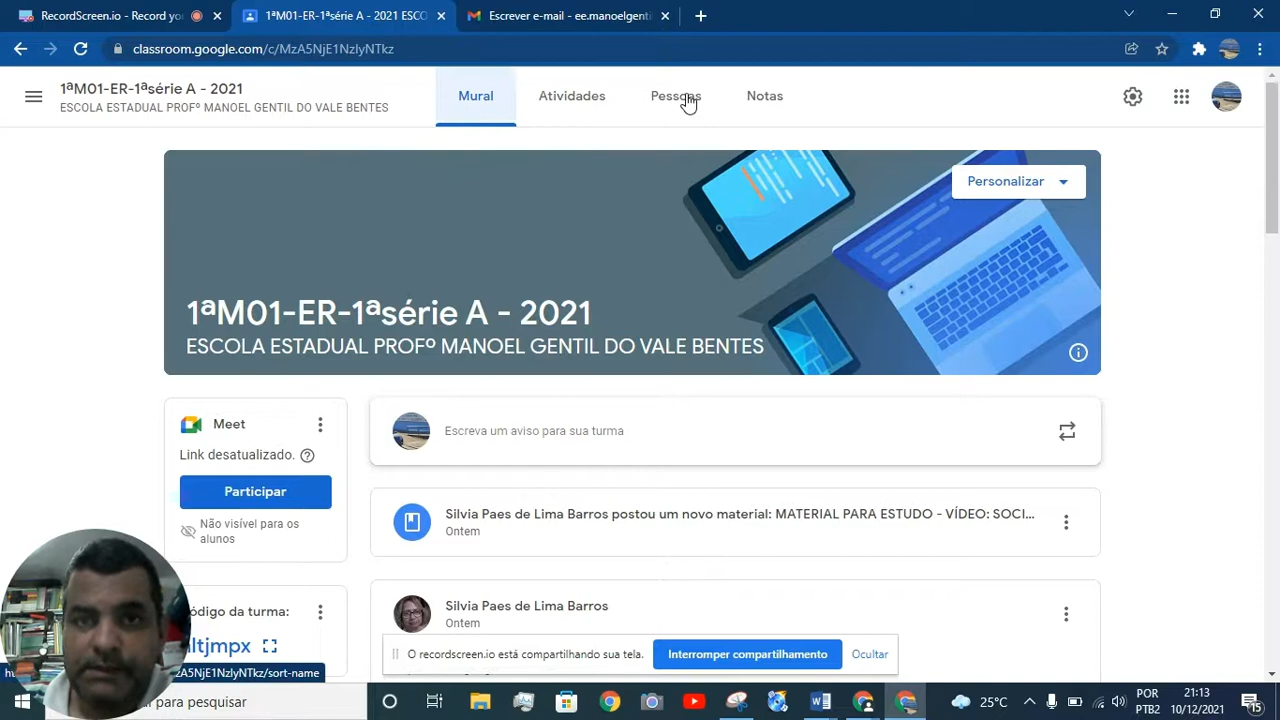 RecordScreen.io - Record yo
1ªM01-ER-1ªsérie A - 2021 ESCO
Escrever e-mail - ee.manoelgenti
classroom.google.com/c/MzA5NjE1NzIyNTkz
1ªM01-ER-1ªsérie A - 2021
ESCOLA ESTADUAL PROFº MANOEL GENTIL DO VALE BENTES
Mural
Atividades
Pessoas
Notas
Personalizar
1ªM01-ER-1ªsérie A - 2021
ESCOLA ESTADUAL PROFº MANOEL GENTIL DO VALE BENTES
Meet
Link desatualizado.
Participar
Não visível para os
alunos
Escreva um aviso para sua turma
Silvia Paes de Lima Barros postou um novo material: MATERIAL PARA ESTUDO - VÍDEO: SOCI...
Ontem
Silvia Paes de Lima Barros
Ontem
ódigo da turma:
ltjmpx
O recordscreen.io está compartilhando sua tela.
Interromper compartilhamento
Ocultar
zA5NjE1NzIyNTkz/sort-name
para pesquisar
25°C
POR
PTB2
21:13
10/12/2021
15